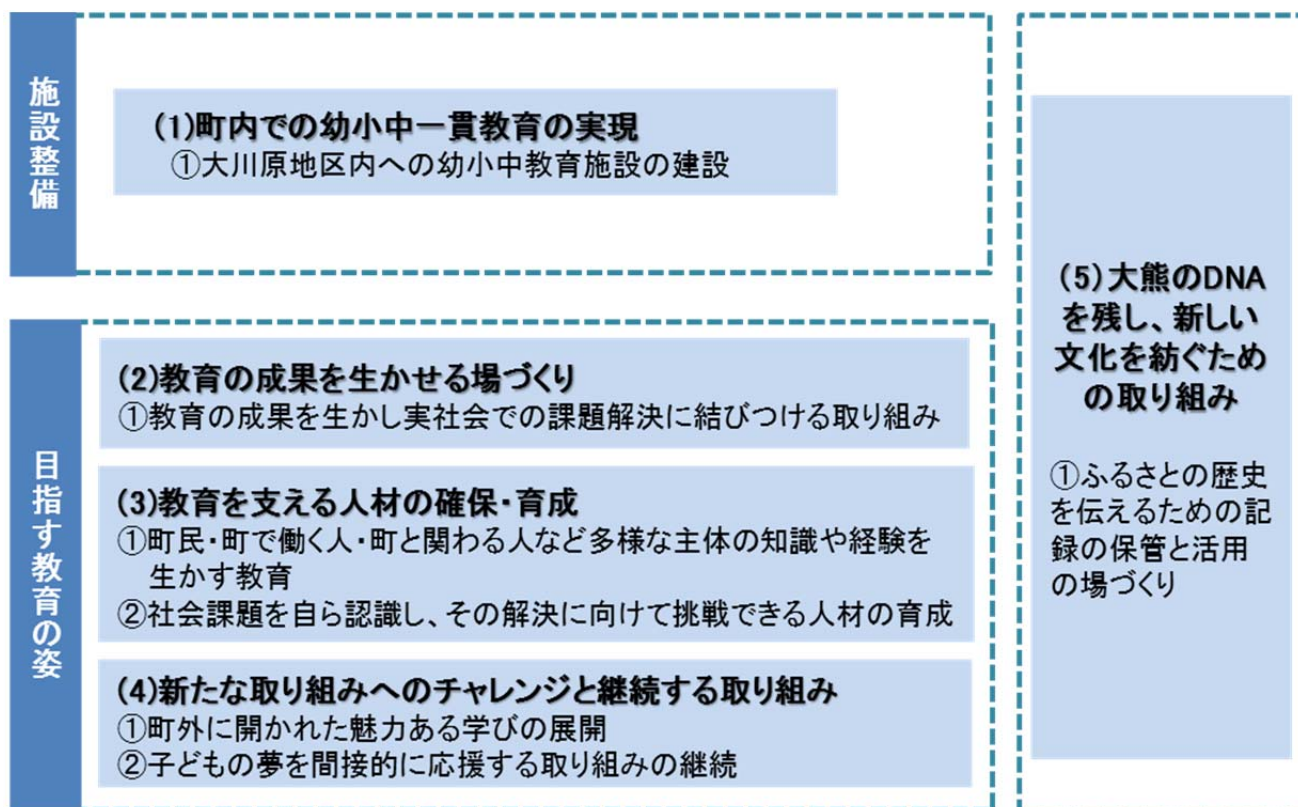 施設整備
(1)町内での幼小中一貫教育の実現
①大川原地区内への幼小中教育施設の建設
目指す教育の姿
(2)教育の成果を生かせる場づくり
①教育の成果を生かし実社会での課題解決に結びつける取り組み
(3)教育を支える人材の確保・育成
①町民・町で働く人・町と関わる人など多様な主体の知識や経験を
生かす教育
②社会課題を自ら認識し、その解決に向けて挑戦できる人材の育成
(4)新たな取り組みへのチャレンジと継続する取り組み
①町外に開かれた魅力ある学びの展開
②子どもの夢を間接的に応援する取り組みの継続
(5)大熊のDNA
を残し、新しい
文化を紡ぐため
の取り組み
①ふるさとの歴史
を伝えるための記
録の保管と活用
の場づくり